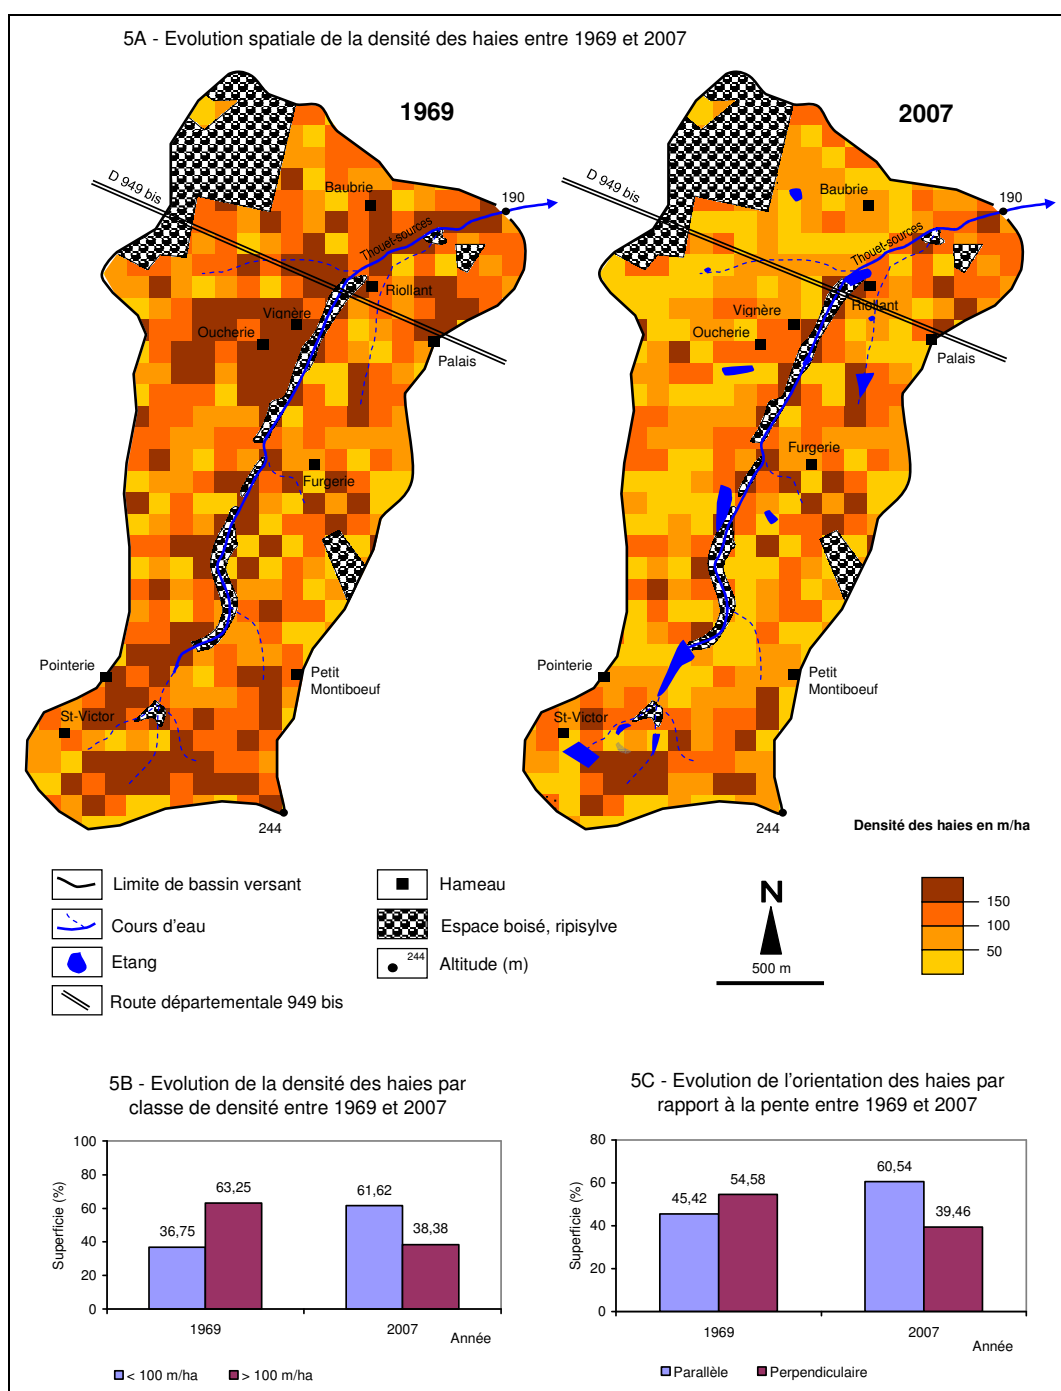 5A - Evolution spatiale de la densité des haies entre 1969 et 2007
1969
2007
D 949 bis
Baubrie
190
Thouet-sources
Riollant
Vignère
Oucherie
Palais
Furgerie
Pointerie
Petit
Montiboeuf
St-Victor
244
D 949 bis
Baubrie
190
Thouet-sources
Riollant
Vignère
Oucherie
Palais
Furgerie
Pointerie
Petit
Montiboeuf
St-Victor
244
Densité des haies en m/ha
150
100
50
Limite de bassin versant
Cours d'eau
Etang
Route départementale 949 bis
Hameau
Espace boisé, ripisylve
244
Altitude (m)
N
500 m
5B - Evolution de la densité des haies par
classe de densité entre 1969 et 2007
Superficie (%)
100
80
60
40
20
0
36,75
63,25
61,62
38,38
1969
2007
Année
< 100 m/ha
> 100 m/ha
5C - Evolution de l'orientation des haies par
rapport à la pente entre 1969 et 2007
Superficie (%)
80
60
40
20
0
45,42
54,58
60,54
39,46
1969
2007
Année
Parallèle
Perpendiculaire